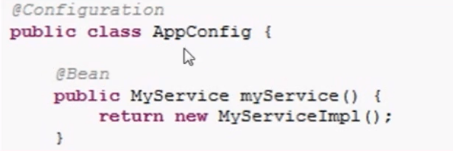 @Configuration
public class AppConfig {
@Bean
public MyService myService() {
return new MyServiceImpl();
}